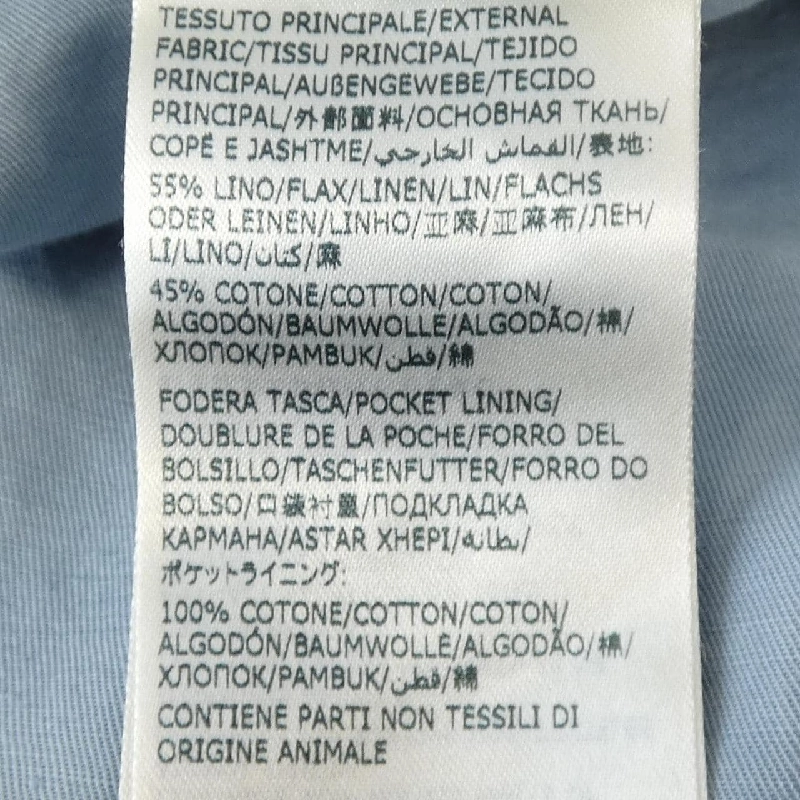 TESSUTO PRINCIPALE/EXTERNAL
FABRIC/TISSU PRINCIPAL/TEJIDO
PRINCIPAL/AUßENGEWEBE/TECIDO
PRINCIPAL/外部面料/ОСНОВНАЯ ТКАНЬ/
COPË E JASHTME/القماش الخارجي/表地:
55% LINO/FLAX/LINEN/LIN/FLACHS
ODER LEINEN/LINHO/亚麻/亚麻布/ЛЕН/
LI/LINO/كتان/麻
45% COTONE/COTTON/COTON/
ALGODÓN/BAUMWOLLE/ALGODÃO/棉/
ХЛОПОК/PAMBUK/قطن/綿
FODERA TASCA/POCKET LINING/
DOUBLURE DE LA POCHE/FORRO DEL
BOLSILLO/TASCHENFUTTER/FORRO DO
BOLSO/口袋衬里/ПОДКЛАДКА
КАРМАНА/ASTAR XHEPI/بطانه/
ポケットライニング:
100% COTONE/COTTON/COTON/
ALGODÓN/BAUMWOLLE/ALGODÃO/棉/
ХЛОПОК/PAMBUK/قطن/綿
CONTIENE PARTI NON TESSILI DI
ORIGINE ANIMALE